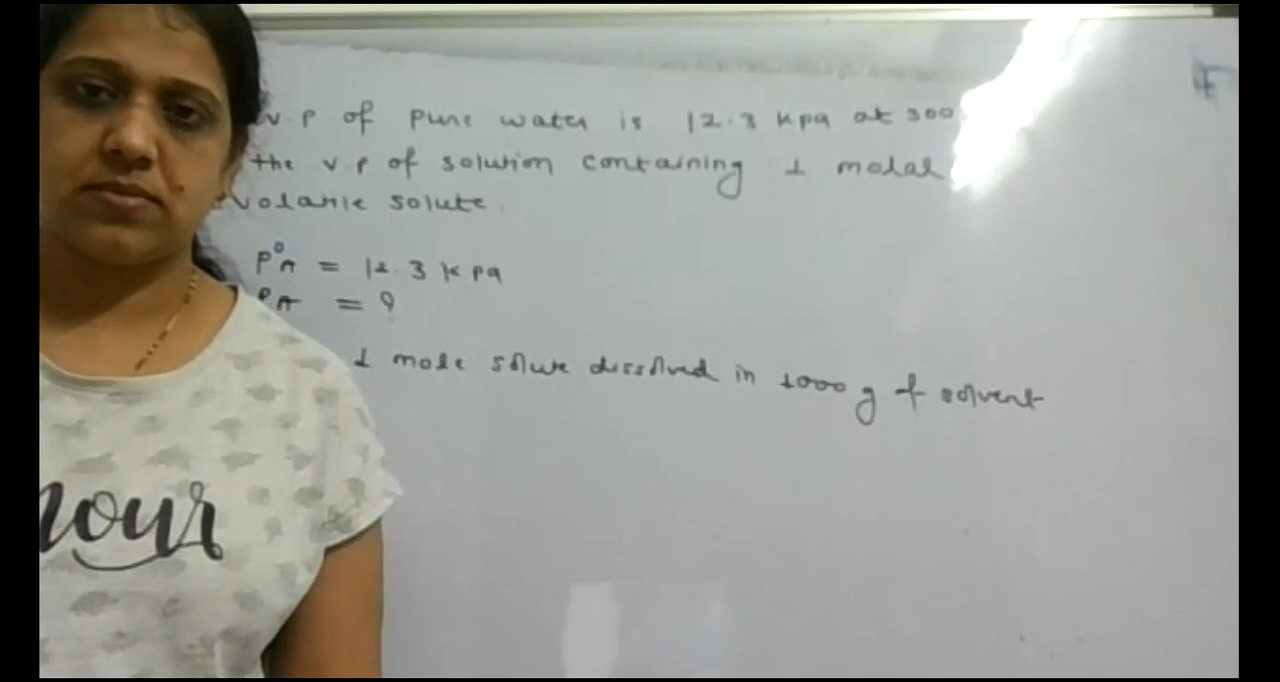 v.p of pure water is 12.3 kpa at 300
the v.p of solution containing 1 molal
volatile solute.
P°A = 12.3 kpa
PA = ?
1 mole solute dissolved in 1000 g of solvent
our